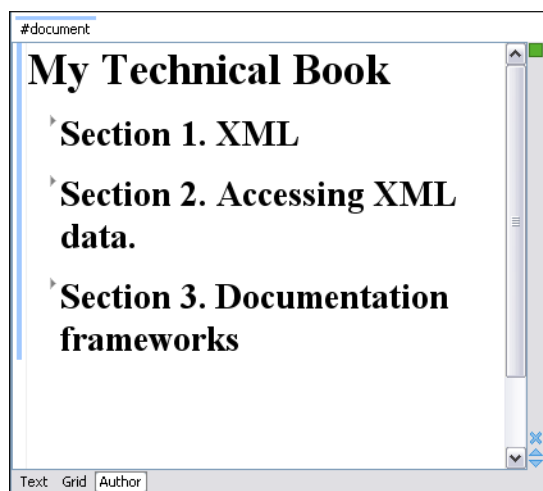 #document
My Technical Book
Section 1. XML
Section 2. Accessing XML
data.
Section 3. Documentation
frameworks
Text Grid Author